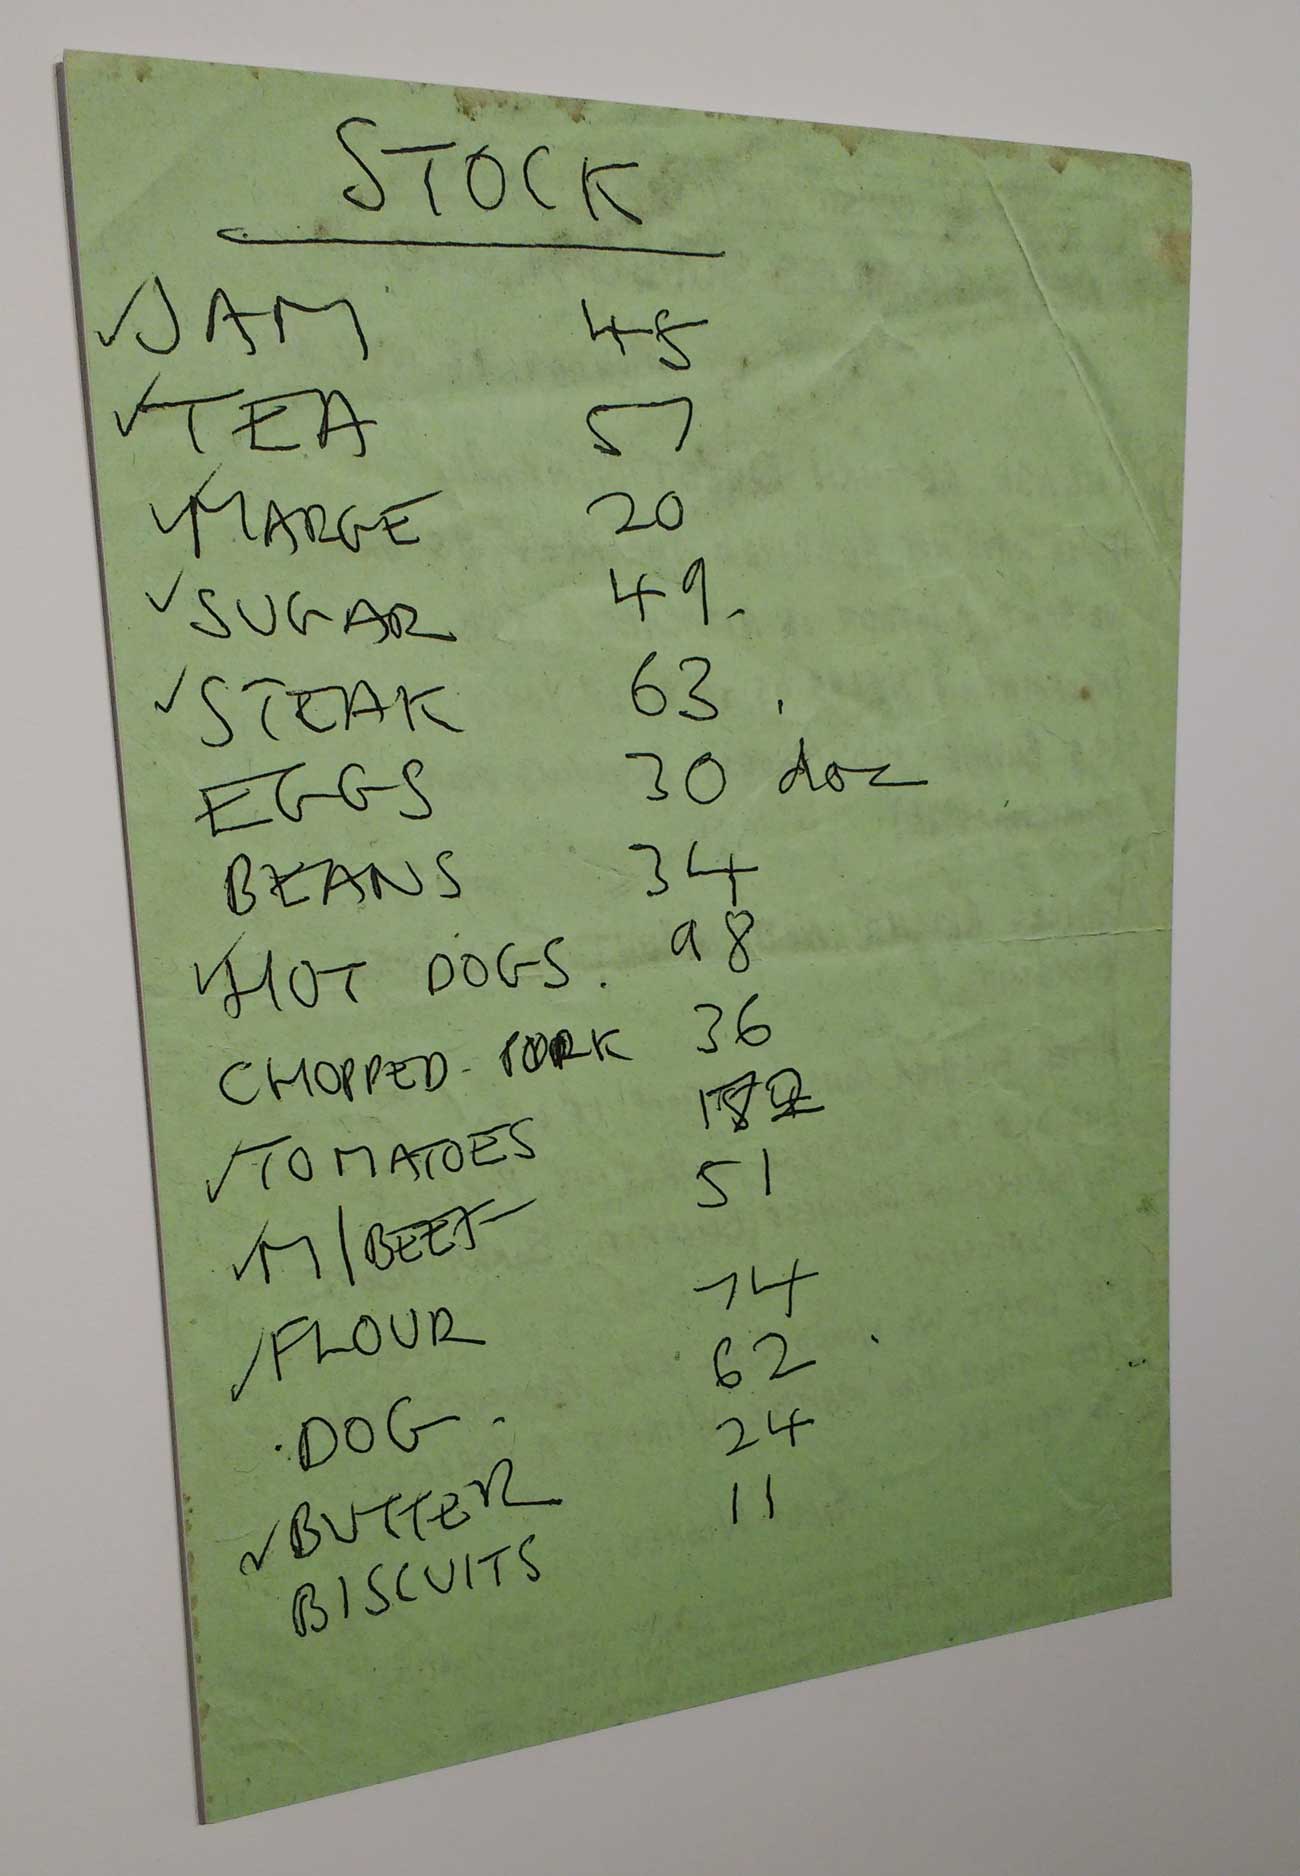 STOCK
✓ JAM 45
✓ TEA 57
✓ MARGE 20
✓ SUGAR 49.
✓ STEAK 63.
EGGS 30 doz
BEANS 34
✓ HOT DOGS. 98
CHOPPED PORK 36
✓ TOMATOES
✓ M/BEEF 51
✓ FLOUR 74
DOG 62
✓ BUTTER 24
BISCUITS 11